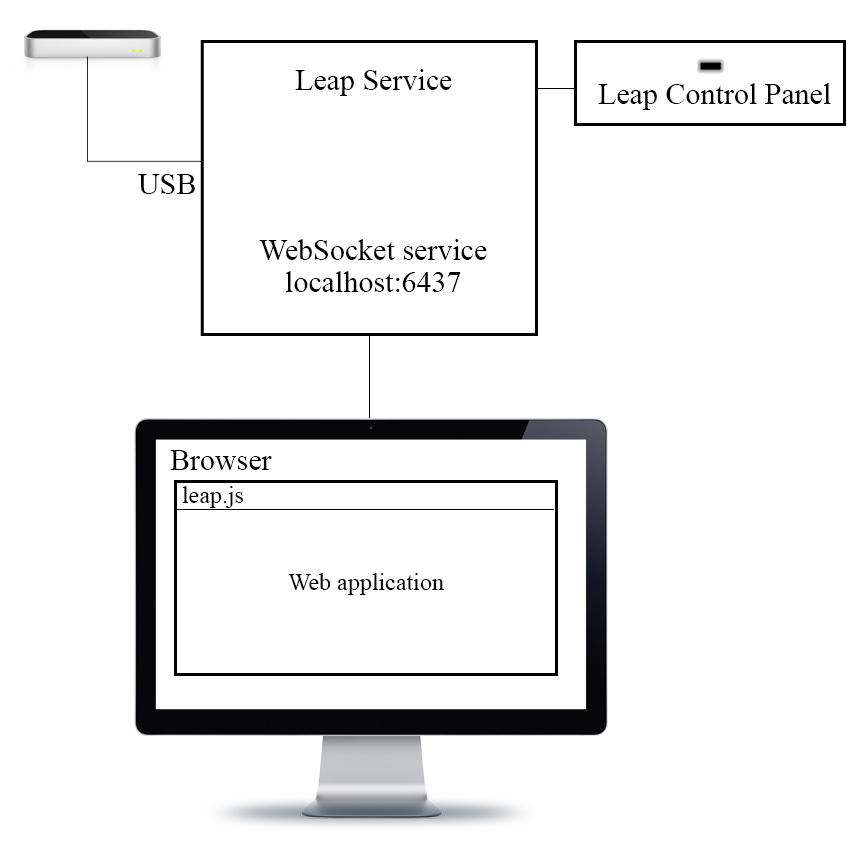 Leap Service
Leap Control Panel
USB
WebSocket service
localhost:6437
Browser
leap.js
Web application